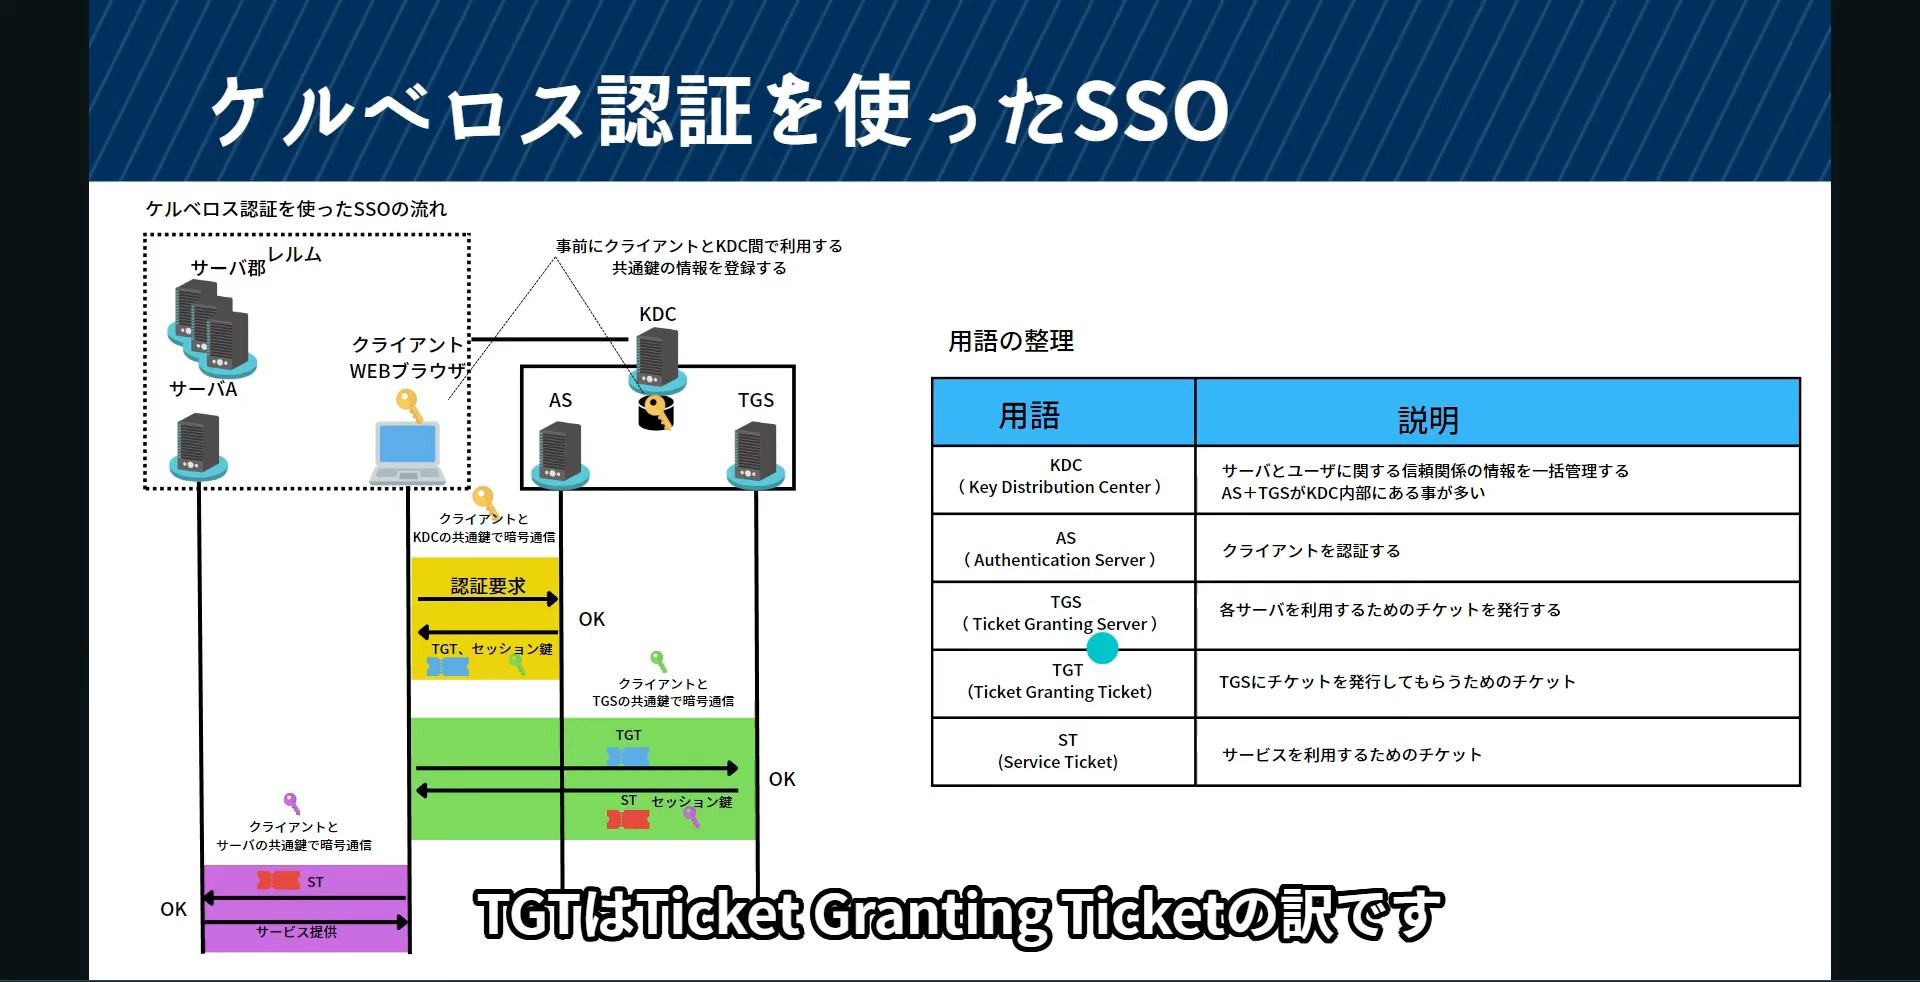 ケルベロス認証を使ったSSO
ケルベロス認証を使ったSSOの流れ
レルム
サーバ郡
サーバA
クライアント
WEBブラウザ
事前にクライアントとKDC間で利用する
共通鍵の情報を登録する
KDC
AS
TGS
クライアントと
KDCの共通鍵で暗号通信
認証要求
OK
TGT、セッション鍵
クライアントと
TGSの共通鍵で暗号通信
TGT
OK
ST セッション鍵
クライアントと
サーバの共通鍵で暗号通信
ST
OK
サービス提供
用語の整理
用語
説明
KDC
（ Key Distribution Center ）
サーバとユーザに関する信頼関係の情報を一括管理する
AS＋TGSがKDC内部にある事が多い
AS
（ Authentication Server ）
クライアントを認証する
TGS
（ Ticket Granting Server ）
各サーバを利用するためのチケットを発行する
TGT
（Ticket Granting Ticket）
TGSにチケットを発行してもらうためのチケット
ST
(Service Ticket)
サービスを利用するためのチケット
TGTはTicket Granting Ticketの訳です